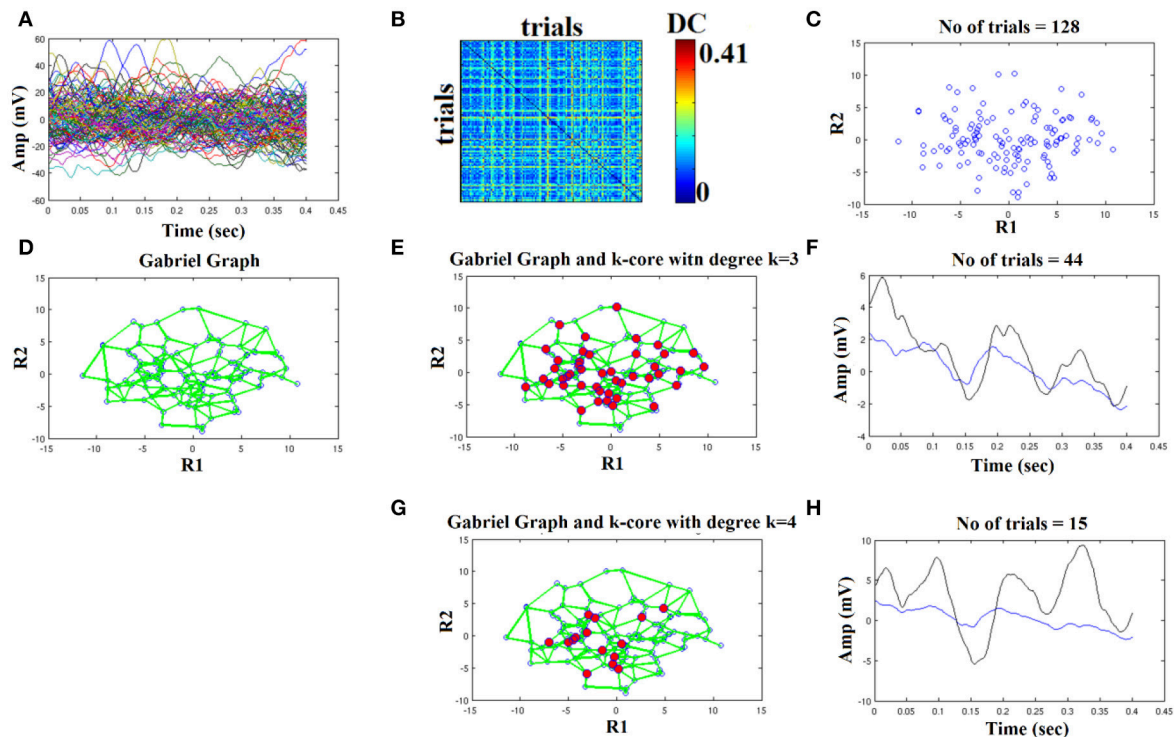 A
60
40
20
0
20
40
60
Amp (mV)
0 0.05 0.1 0.15 0.2 0.25 0.3 0.35 0.4 0.45
Time (sec)
B
trials
trials
DC
0.41
0
C
No of trials = 128
15
10
5
0
-5
-10
R2
-15 -10 -5 0 5 10 15
R1
D
Gabriel Graph
15
10
5
0
-5
-10
R2
-15 -10 -5 0 5 10 15
R1
E
Gabriel Graph and k-core witn degree k=3
15
10
5
0
-5
-10
R2
-15 -10 -5 0 5 10 15
R1
F
No of trials = 44
6
4
2
0
-2
-4
Amp (mV)
0 0.05 0.1 0.15 0.2 0.25 0.3 0.35 0.4 0.45
Time (sec)
G
Gabriel Graph and k-core with degree k=4
15
10
5
0
-5
-10
R2
-15 -10 -5 0 5 10 15
R1
H
No of trials = 15
10
5
0
-5
-10
Amp (mV)
0 0.05 0.1 0.15 0.2 0.25 0.3 0.35 0.4 0.45
Time (sec)